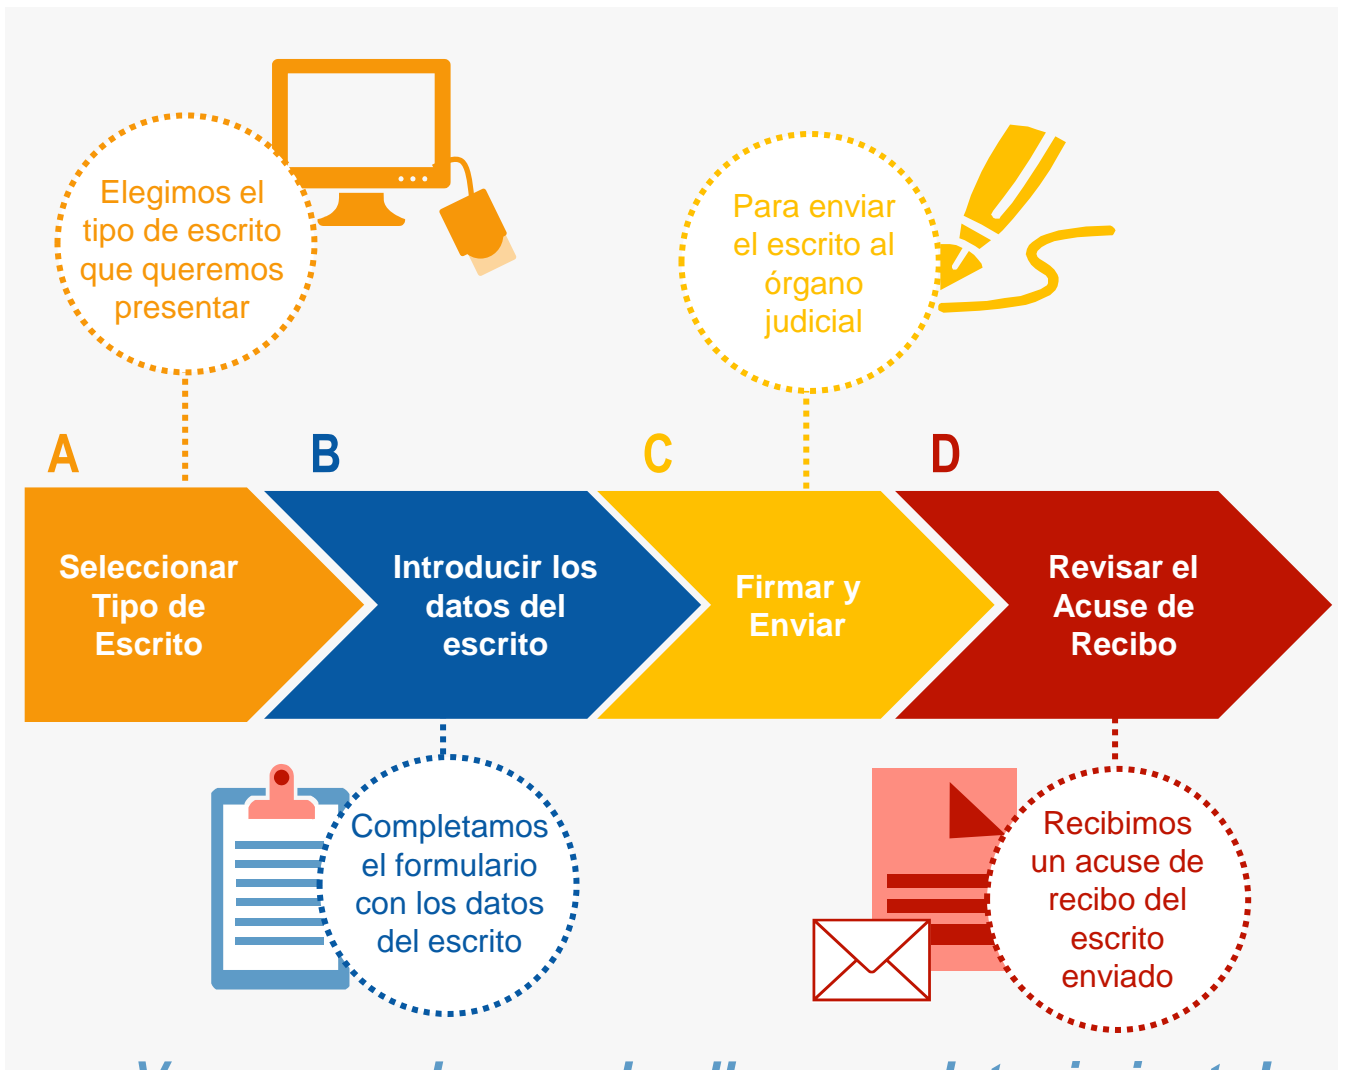 Elegimos el
tipo de escrito
que queremos
presentar
Para enviar
el escrito al
órgano
judicial
A
B
C
D
Seleccionar
Tipo de
Escrito
Introducir los
datos del
escrito
Firmar y
Enviar
Revisar el
Acuse de
Recibo
Completamos
el formulario
con los datos
del escrito
Recibimos
un acuse de
recibo del
escrito
enviado